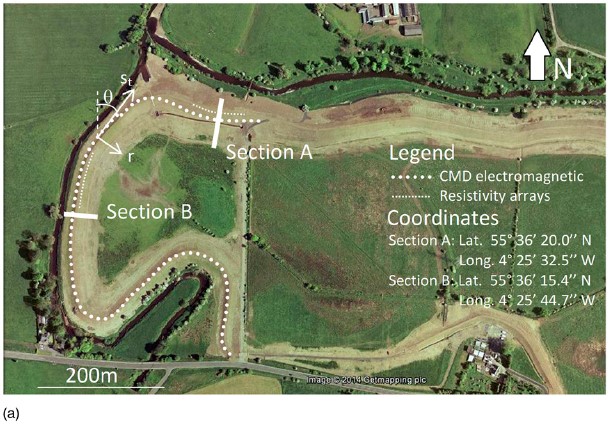 S_t
θ
N
r
Section A
Legend
CMD electromagnetic
Resistivity arrays
Section B
Coordinates
Section A: Lat. 55° 36′ 20.0′′ N
Long. 4° 25′ 32.5′′ W
Section B: Lat. 55° 36′ 15.4′′ N
Long. 4° 25′ 44.7′′ W
200m
Image © 2014 Getmapping plc
(a)